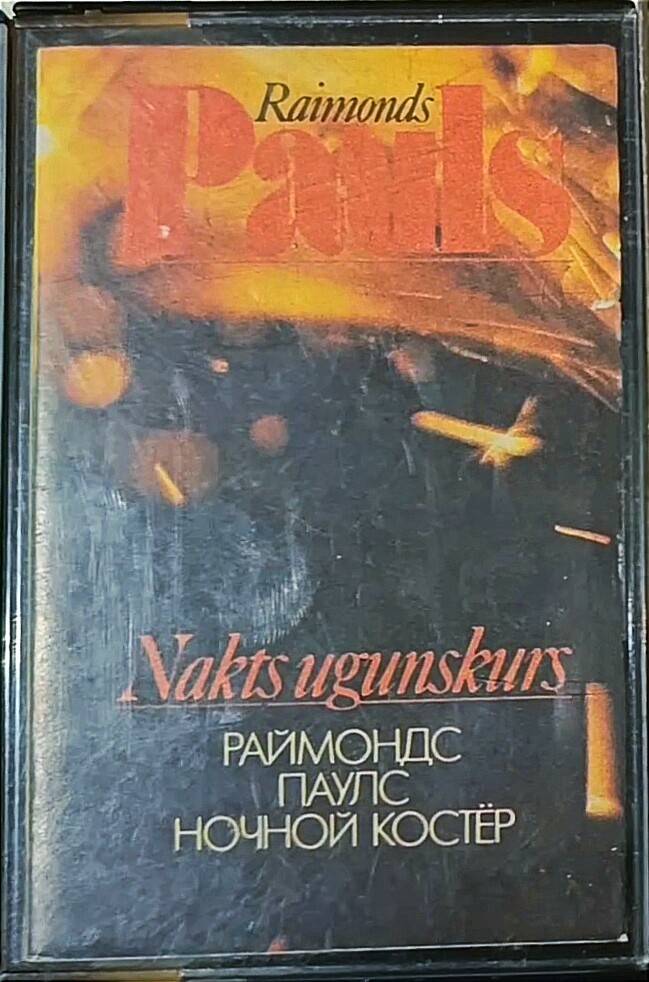 Raimonds
Pauls
Nakts ugunskurs
РАЙМОНДС
ПАУЛС
НОЧНОЙ КОСТЁР